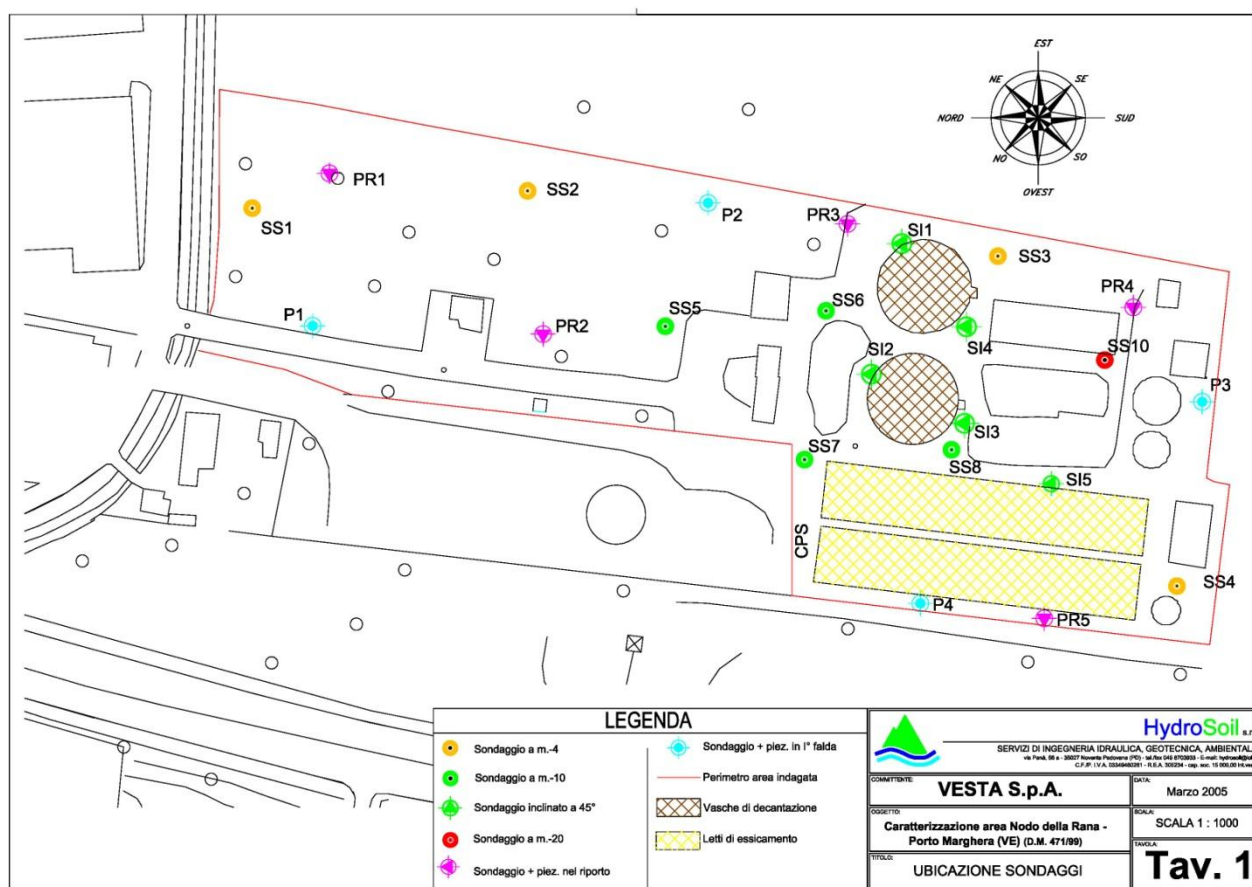 EST
NE
SE
NORD
SUD
NO
SO
OVEST
PR1
SS2
SS1
P2
PR3
SI1
SS3
PR4
P1
PR2
SS5
SS6
SI4
SS10
SI2
P3
SI3
SS7
SS8
SI5
CPS
SS4
P4
PR5
LEGENDA
Sondaggio a m.-4
Sondaggio a m.-10
Sondaggio inclinato a 45°
Sondaggio a m.-20
Sondaggio + piez. nel riporto
Sondaggio + piez. in I° falda
Perimetro area indagata
Vasche di decantazione
Letti di essicamento
HydroSoil
SERVIZI DI INGEGNERIA IDRAULICA, GEOTECNICA, AMBIENTAL
COMMITTENTE:
VESTA S.p.A.
DATA:
Marzo 2005
OGGETTO:
Caratterizzazione area Nodo della Rana -
Porto Marghera (VE) (D.M. 471/99)
SCALA:
SCALA 1 : 1000
TITOLO:
UBICAZIONE SONDAGGI
TAVOLA:
Tav. 1